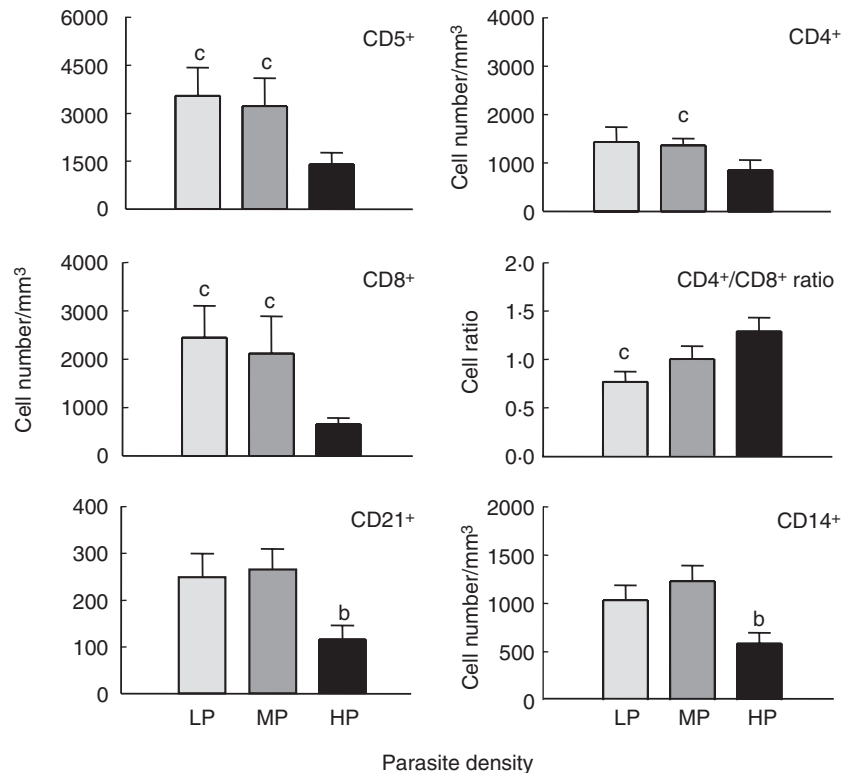 6000
4500
3000
1500
0
c
c
CD5⁺
Cell number/mm³
4000
3000
2000
1000
0
c
CD4⁺
Cell number/mm³
4000
3000
2000
1000
0
c
c
CD8⁺
Cell ratio
2·0
1·5
1·0
0·5
0·0
c
CD4⁺/CD8⁺ ratio
400
300
200
100
0
b
CD21⁺
LP MP HP
Cell number/mm³
2000
1500
1000
500
0
b
CD14⁺
LP MP HP
Parasite density